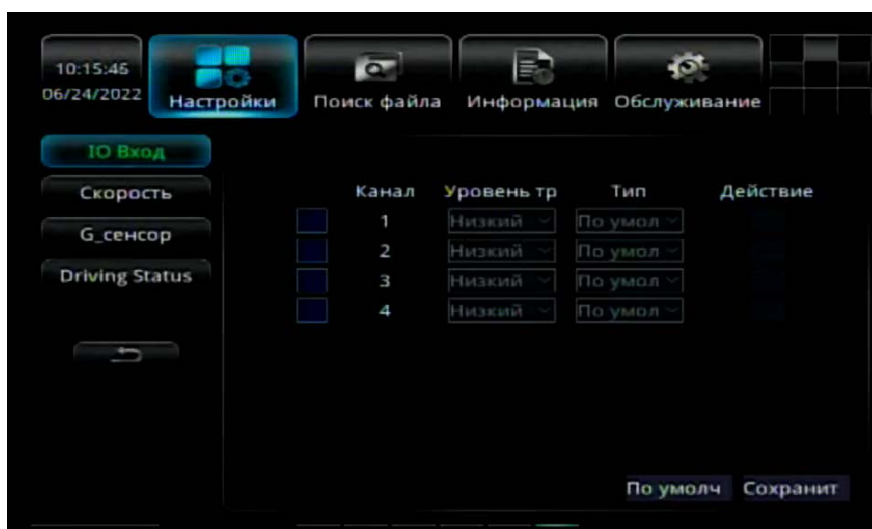 10:15:45
06/24/2022
Настройки
Поиск файла
Информация
Обслуживание
IO Вход
Скорость
G_сенсор
Driving Status
Канал Уровень тр Тип Действие
1 Низкий По умол
2 Низкий По умол
3 Низкий По умол
4 Низкий По умол
По умолч Сохранит